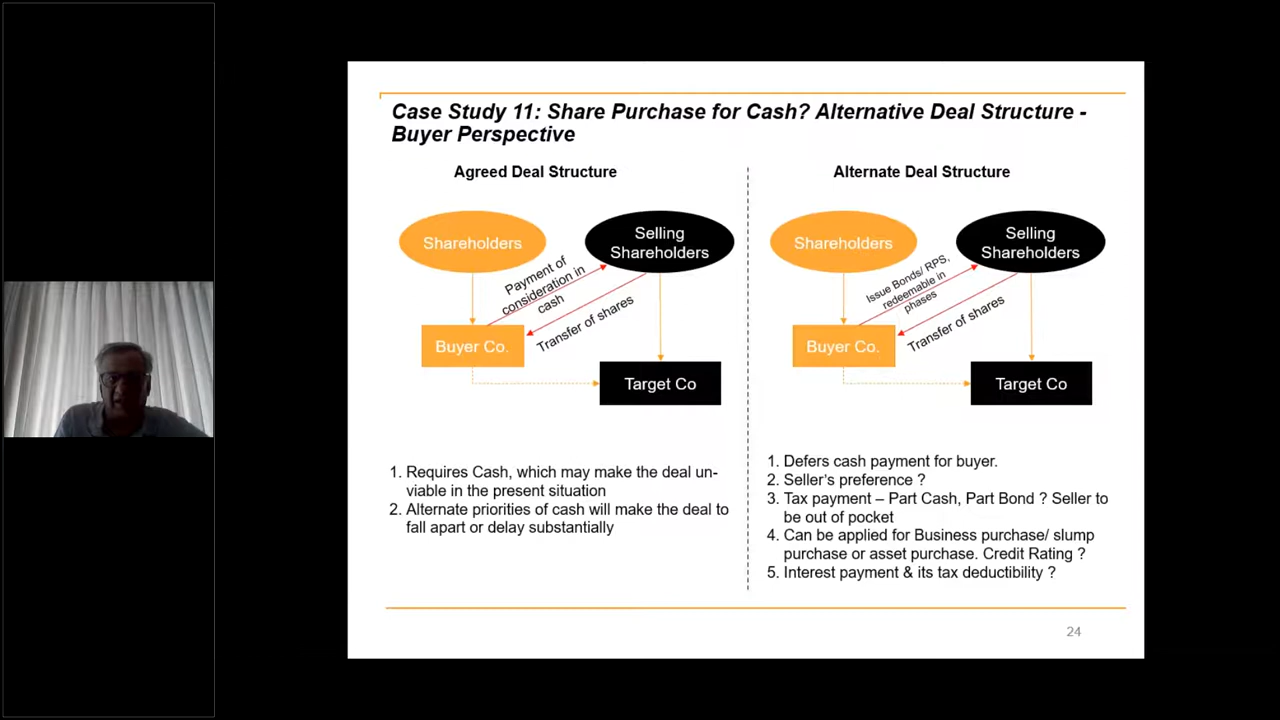 Case Study 11: Share Purchase for Cash? Alternative Deal Structure -
Buyer Perspective
Agreed Deal Structure
Shareholders
Selling
Shareholders
Payment of
consideration in
cash
Transfer of shares
Buyer Co.
Target Co
1. Requires Cash, which may make the deal un-
viable in the present situation
2. Alternate priorities of cash will make the deal to
fall apart or delay substantially
Alternate Deal Structure
Shareholders
Selling
Shareholders
Issue Bonds/ RPS,
redeemable in
phases
Transfer of shares
Buyer Co.
Target Co
1. Defers cash payment for buyer.
2. Seller's preference ?
3. Tax payment – Part Cash, Part Bond ? Seller to
be out of pocket
4. Can be applied for Business purchase/ slump
purchase or asset purchase. Credit Rating ?
5. Interest payment & its tax deductibility ?
24